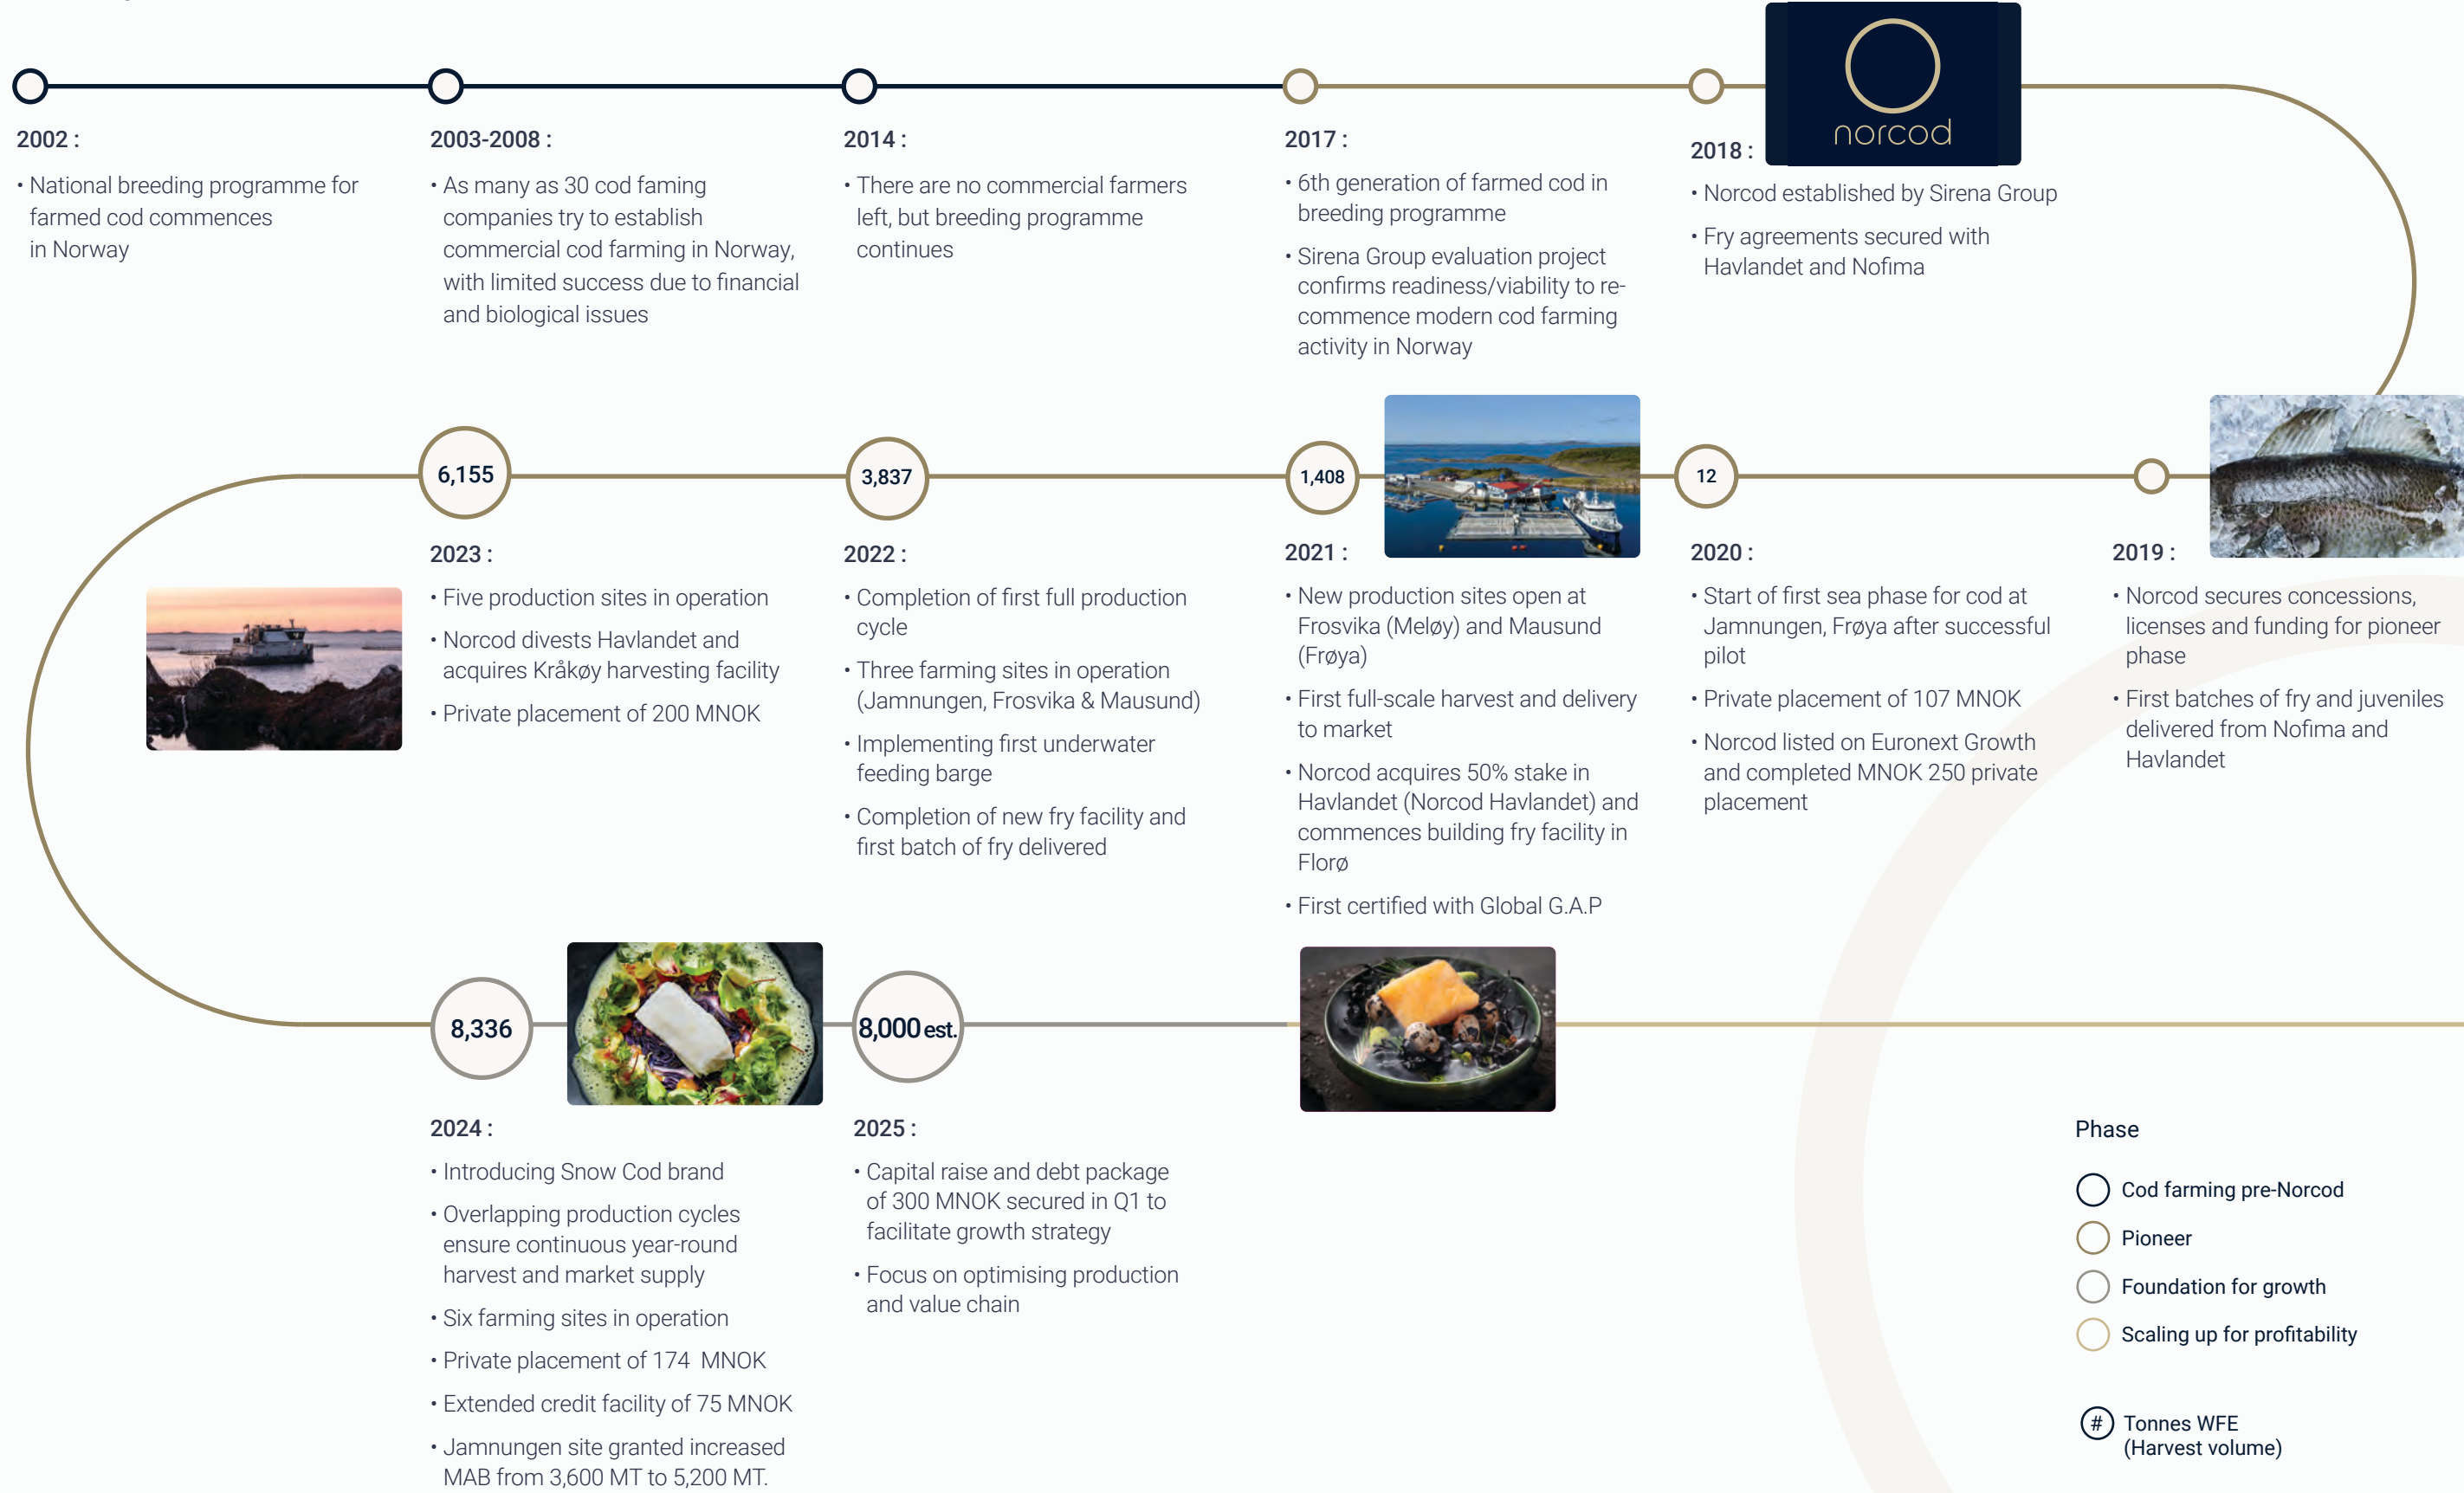 norcod
2002 :
• National breeding programme for
farmed cod commences
in Norway
2003-2008 :
• As many as 30 cod faming
companies try to establish
commercial cod farming in Norway,
with limited success due to financial
and biological issues
2014 :
• There are no commercial farmers
left, but breeding programme
continues
2017 :
• 6th generation of farmed cod in
breeding programme
• Sirena Group evaluation project
confirms readiness/viability to re-
commence modern cod farming
activity in Norway
2018 :
• Norcod established by Sirena Group
• Fry agreements secured with
Havlandet and Nofima
2019 :
• Norcod secures concessions,
licenses and funding for pioneer
phase
• First batches of fry and juveniles
delivered from Nofima and
Havlandet
12
2020 :
• Start of first sea phase for cod at
Jamnungen, Frøya after successful
pilot
• Private placement of 107 MNOK
• Norcod listed on Euronext Growth
and completed MNOK 250 private
placement
1,408
2021 :
• New production sites open at
Frosvika (Meløy) and Mausund
(Frøya)
• First full-scale harvest and delivery
to market
• Norcod acquires 50% stake in
Havlandet (Norcod Havlandet) and
commences building fry facility in
Florø
• First certified with Global G.A.P
3,837
2022 :
• Completion of first full production
cycle
• Three farming sites in operation
(Jamnungen, Frosvika & Mausund)
• Implementing first underwater
feeding barge
• Completion of new fry facility and
first batch of fry delivered
6,155
2023 :
• Five production sites in operation
• Norcod divests Havlandet and
acquires Kråkøy harvesting facility
• Private placement of 200 MNOK
8,336
2024 :
• Introducing Snow Cod brand
• Overlapping production cycles
ensure continuous year-round
harvest and market supply
• Six farming sites in operation
• Private placement of 174 MNOK
• Extended credit facility of 75 MNOK
• Jamnungen site granted increased
MAB from 3,600 MT to 5,200 MT.
8,000 est.
2025 :
• Capital raise and debt package
of 300 MNOK secured in Q1 to
facilitate growth strategy
• Focus on optimising production
and value chain
Phase
Cod farming pre-Norcod
Pioneer
Foundation for growth
Scaling up for profitability
# Tonnes WFE
(Harvest volume)